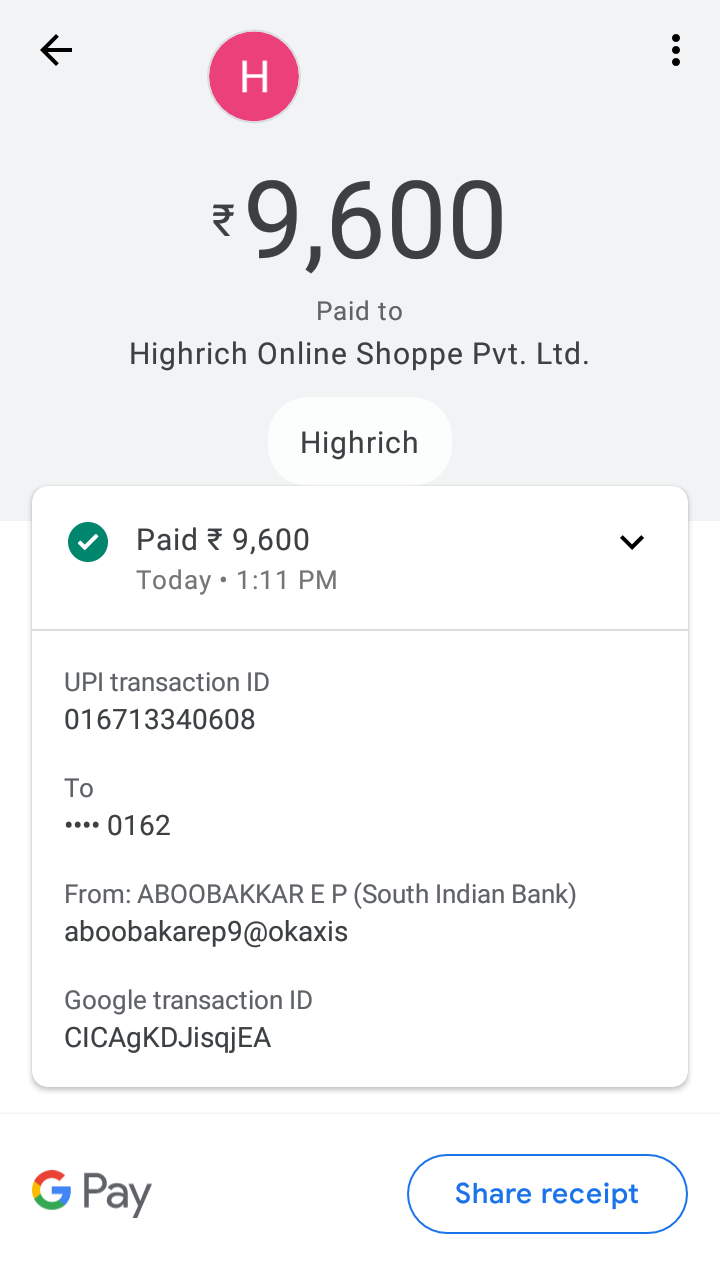 H
₹9,600
Paid to
Highrich Online Shoppe Pvt. Ltd.
Highrich
Paid ₹ 9,600
Today • 1:11 PM
UPI transaction ID
016713340608
To
•••• 0162
From: ABOOBAKKAR E P (South Indian Bank)
aboobakarep9@okaxis
Google transaction ID
CICAgKDJisqjEA
G Pay
Share receipt